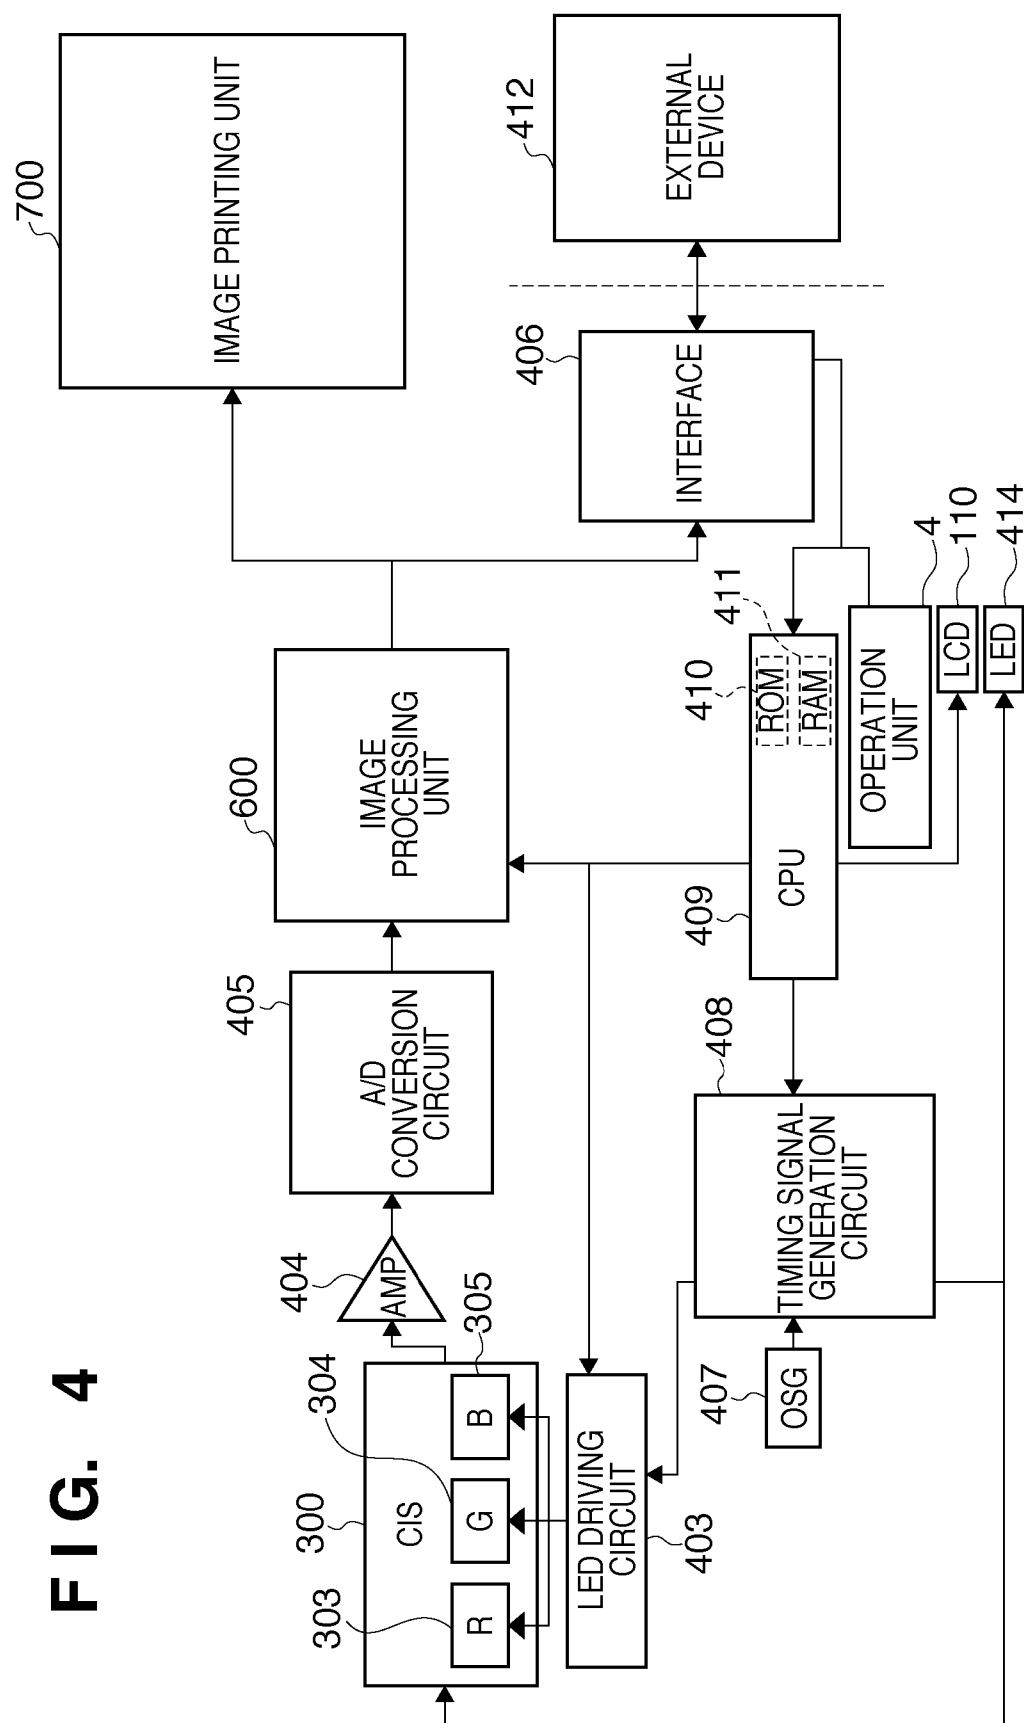 FIG. 4
300
CIS
303
R
304
G
305
B
404
AMP
405
A/D
CONVERSION
CIRCUIT
600
IMAGE
PROCESSING
UNIT
700
IMAGE PRINTING UNIT
403
LED DRIVING
CIRCUIT
406
INTERFACE
412
EXTERNAL
DEVICE
407
OSG
408
TIMING SIGNAL
GENERATION
CIRCUIT
409
CPU
410
ROM
411
RAM
OPERATION
UNIT
4
LCD
110
LED
414